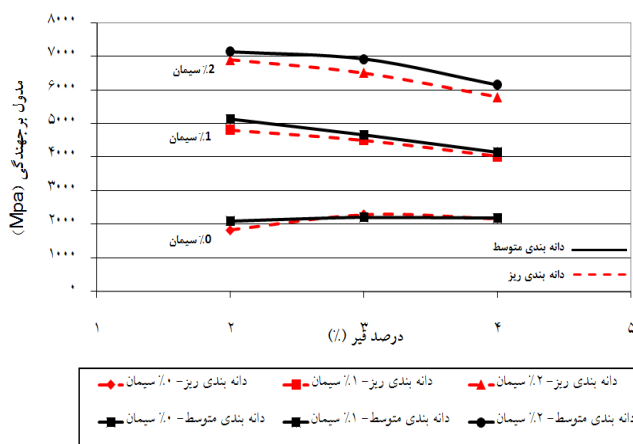 مدول برجهندگی (Mpa)
۸۰۰۰
۷۰۰۰
۶۰۰۰
۵۰۰۰
۴۰۰۰
۳۰۰۰
۲۰۰۰
۱۰۰۰
۰
2٪ سیمان
1٪ سیمان
0٪ سیمان
دانه بندی متوسط
دانه بندی ریز
۱ ۲ ۳ ۴ ۵
درصد قیر (٪)
دانه بندی ریز- ۰٪ سیمان
دانه بندی ریز- ۱٪ سیمان
دانه بندی ریز- ۲٪ سیمان
دانه بندی متوسط- ۰٪ سیمان
دانه بندی متوسط- ۱٪ سیمان
دانه بندی متوسط- ۲٪ سیمان